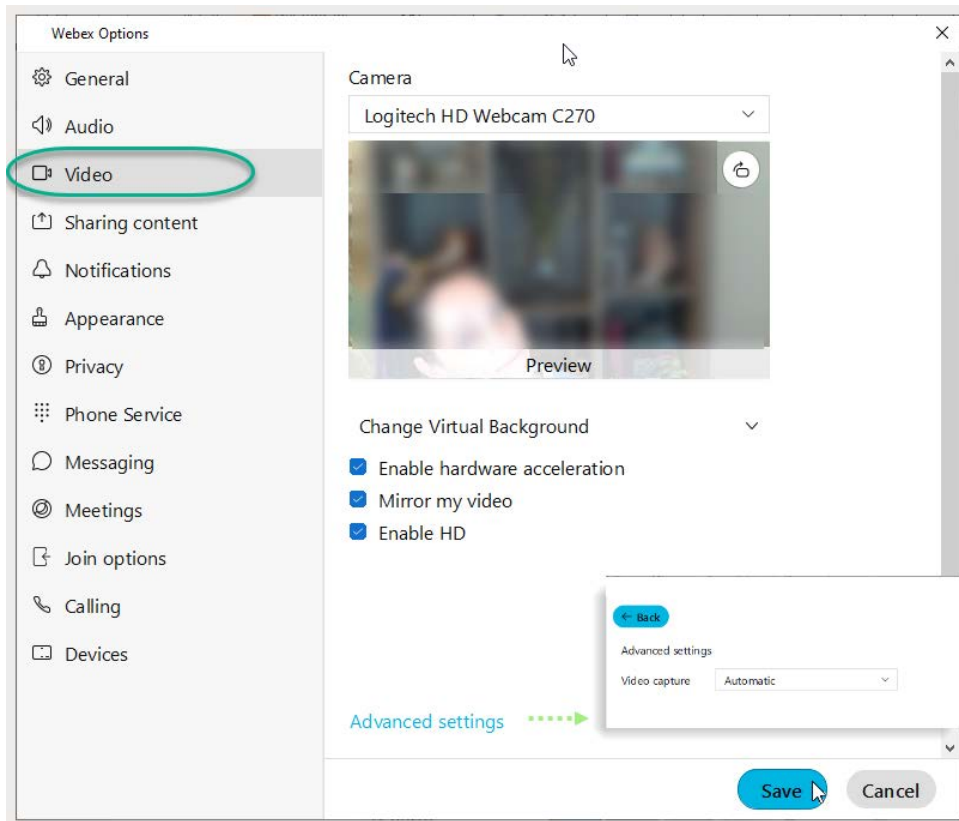 Webex Options
General
Audio
Video
Sharing content
Notifications
Appearance
Privacy
Phone Service
Messaging
Meetings
Join options
Calling
Devices
Camera
Logitech HD Webcam C270
Preview
Change Virtual Background
Enable hardware acceleration
Mirror my video
Enable HD
Advanced settings
Back
Advanced settings
Video capture Automatic
Save Cancel